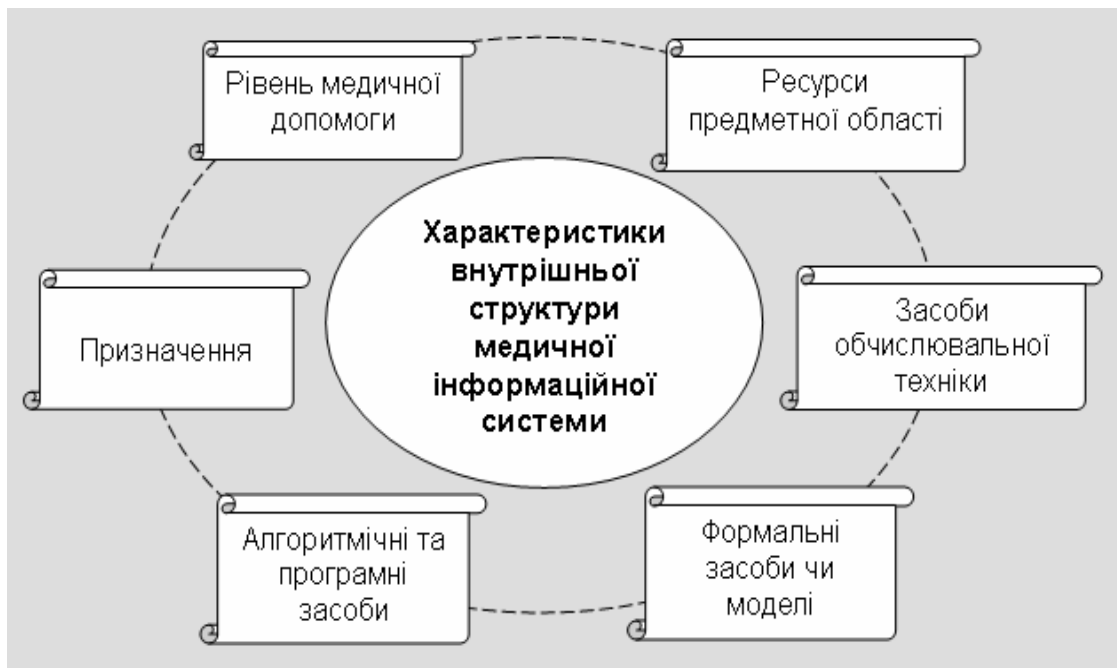 Рівень медичної
допомоги
Ресурси
предметної області
Характеристики
внутрішньої
структури
медичної
інформаційної
системи
Призначення
Засоби
обчислювальної
техніки
Алгоритмічні та
програмні
засоби
Формальні
засоби чи
моделі